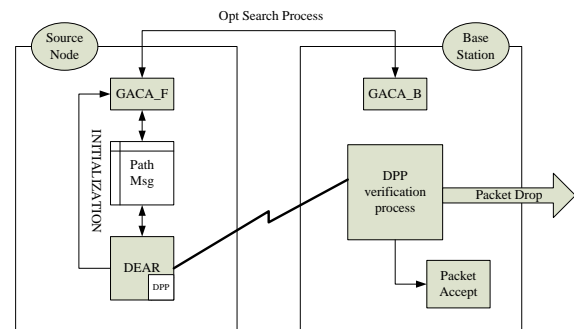 Opt Search Process
Source
Node
Base
Station
GACA_F
GACA_B
INITIALIZATION
Path
Msg
DPP
verification
process
Packet Drop
DEAR
DPP
Packet
Accept